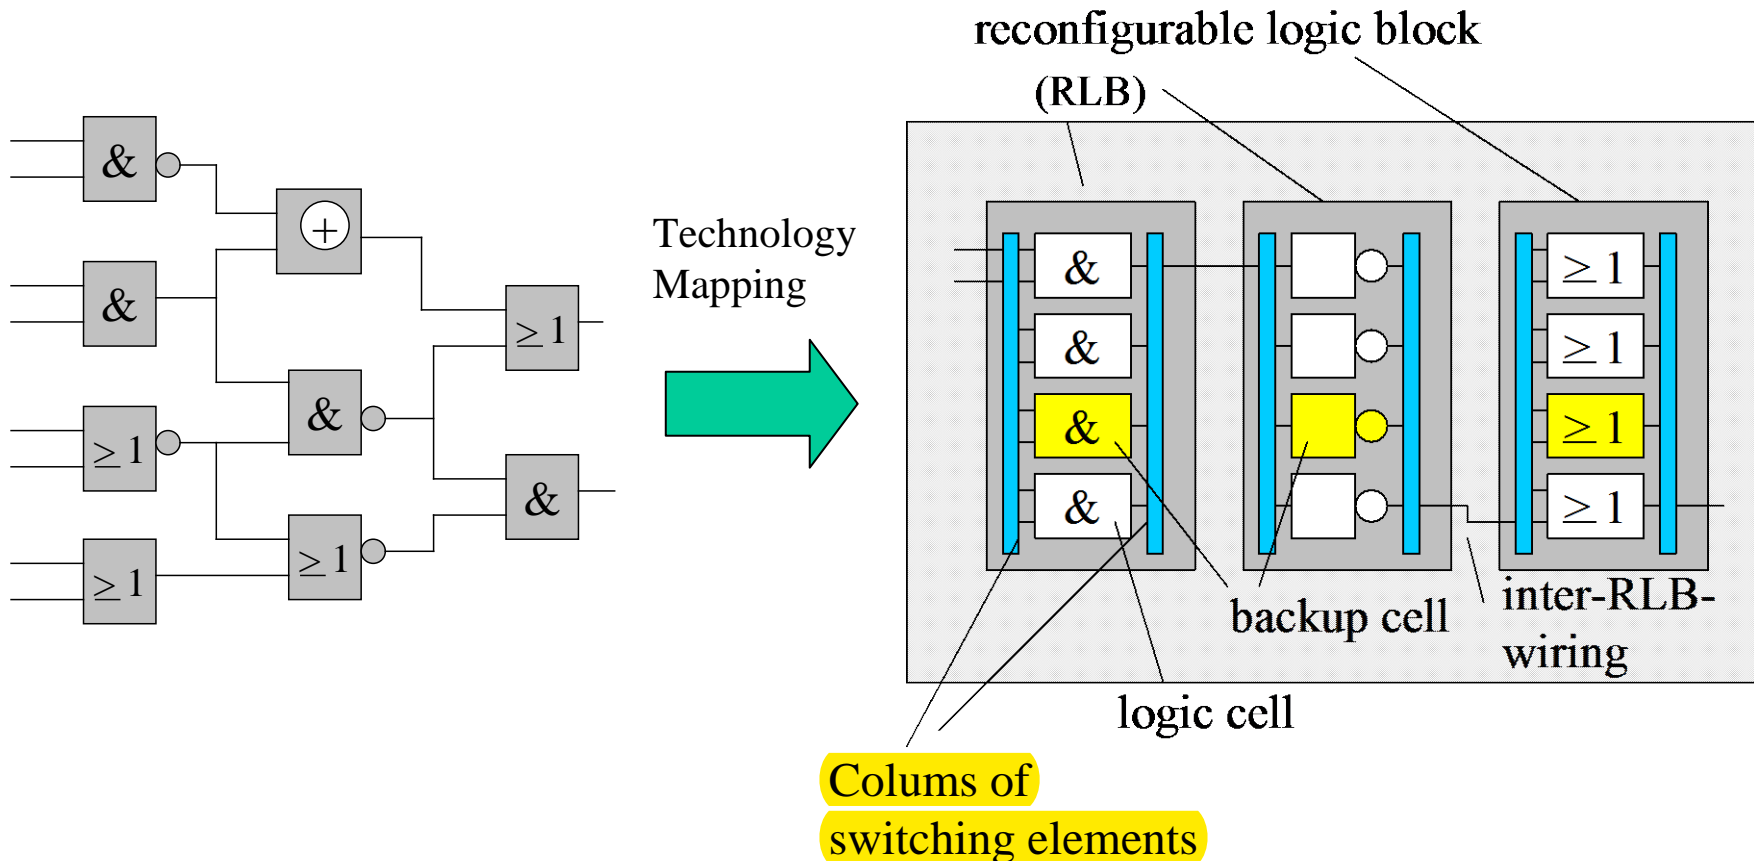 reconfigurable logic block
(RLB)
&
+
&
≥ 1
≥ 1
&
≥ 1
&
≥ 1
Technology
Mapping
&
&
&
&
≥ 1
≥ 1
≥ 1
≥ 1
backup cell
inter-RLB-
wiring
logic cell
Colums of
switching elements